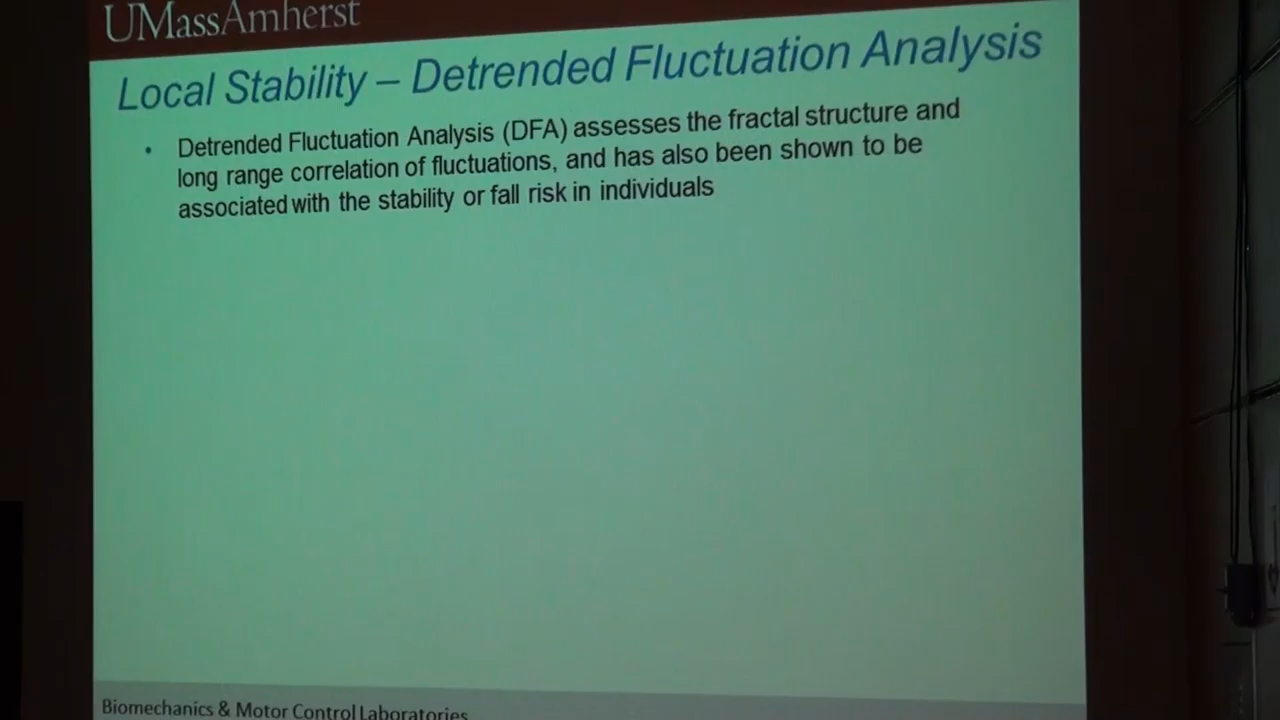 UMassAmherst
Local Stability – Detrended Fluctuation Analysis
• Detrended Fluctuation Analysis (DFA) assesses the fractal structure and
long range correlation of fluctuations, and has also been shown to be
associated with the stability or fall risk in individuals
Biomechanics & Motor Control Laboratories